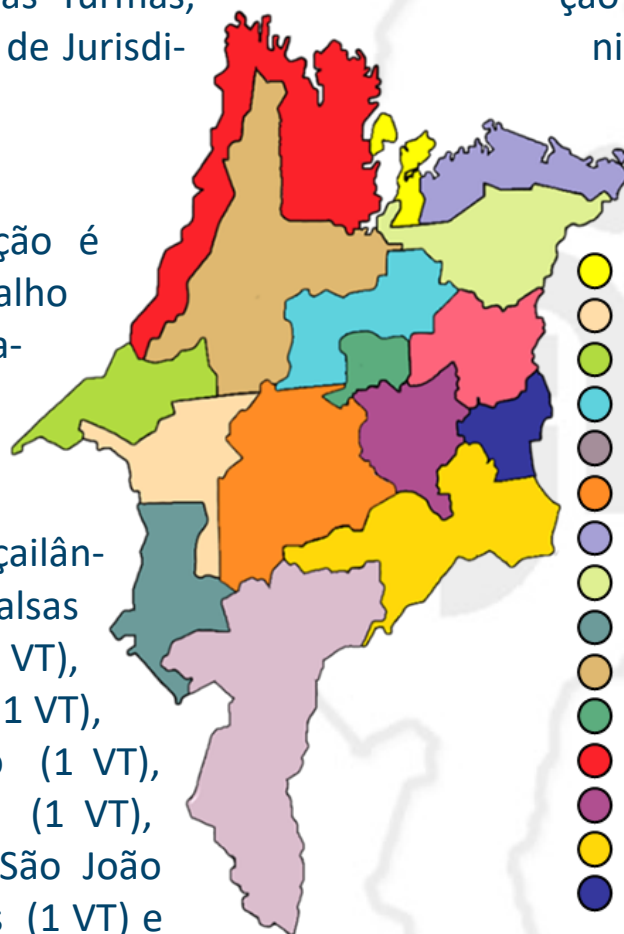 as Turmas,
de Jurisdi-
ção é
alho
a-
çailân-
alsas
VT),
1 VT),
(1 VT),
(1 VT),
São João
(1 VT) e
ção
ni